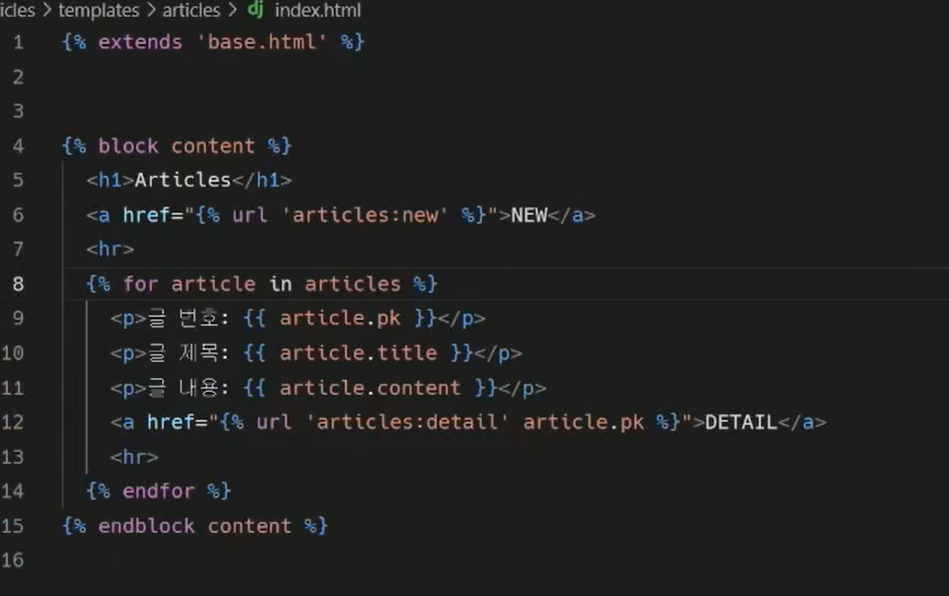 icles > templates > articles > dj index.html
1 {% extends 'base.html' %}
2
3
4 {% block content %}
5 <h1>Articles</h1>
6 <a href="{% url 'articles:new' %}">NEW</a>
7 <hr>
8 {% for article in articles %}
9 <p>글 번호: {{ article.pk }}</p>
10 <p>글 제목: {{ article.title }}</p>
11 <p>글 내용: {{ article.content }}</p>
12 <a href="{% url 'articles:detail' article.pk %}">DETAIL</a>
13 <hr>
14 {% endfor %}
15 {% endblock content %}
16